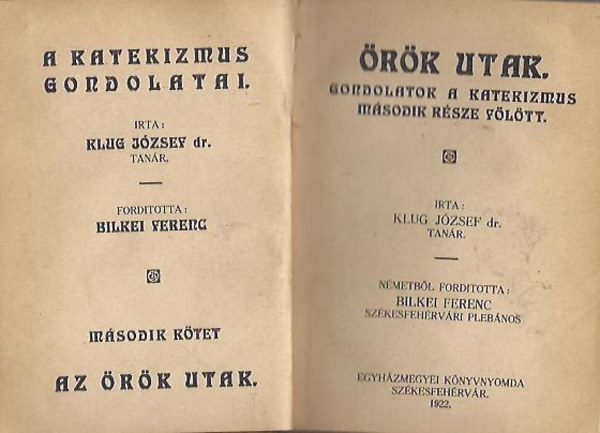 A KATEKIZMUS
GONDOLATAI.
IRTA:
KLUG JÓZSEF dr.
TANÁR.
FORDITOTTA:
BILKEI FERENC
MÁSODIK KÖTET
AZ ÖRÖK UTAK.
ÖRÖK UTAK.
GONDOLATOK A KATEKIZMUS
MÁSODIK RÉSZE FÖLÖTT.
IRTA:
KLUG JÓZSEF dr.
TANÁR.
NÉMETBŐL FORDITOTTA:
BILKEI FERENC
SZÉKESFEHÉRVÁRI PLEBÁNOS
EGYHÁZMEGYEI KÖNYVNYOMDA
SZÉKESFEHÉRVÁR.
1922.